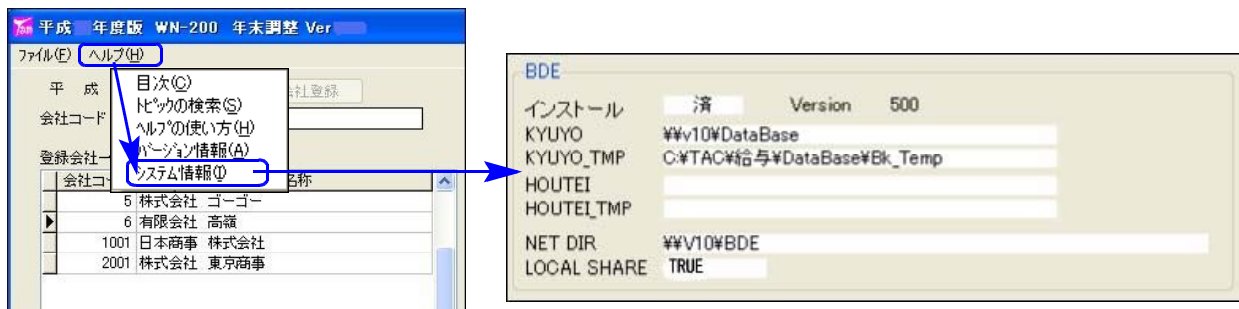 平成 年度版 WN-200 年末調整 Ver
ファイル(F) ヘルプ(H)
平 成
社登録
会社コード
目次(C)
トピックの検索(S)
ヘルプの使い方(H)
バージョン情報(A)
システム情報(I)
登録会社一
会社コー 名称
5 株式会社 ゴーゴー
6 有限会社 高嶺
1001 日本商事 株式会社
2001 株式会社 東京商事
BDE
インストール 済 Version 500
KYUYO ¥¥v10¥DataBase
KYUYO_TMP C:¥TAC¥給与¥DataBase¥Bk_Temp
HOUTEI
HOUTEI_TMP
NET DIR ¥¥V10¥BDE
LOCAL SHARE TRUE